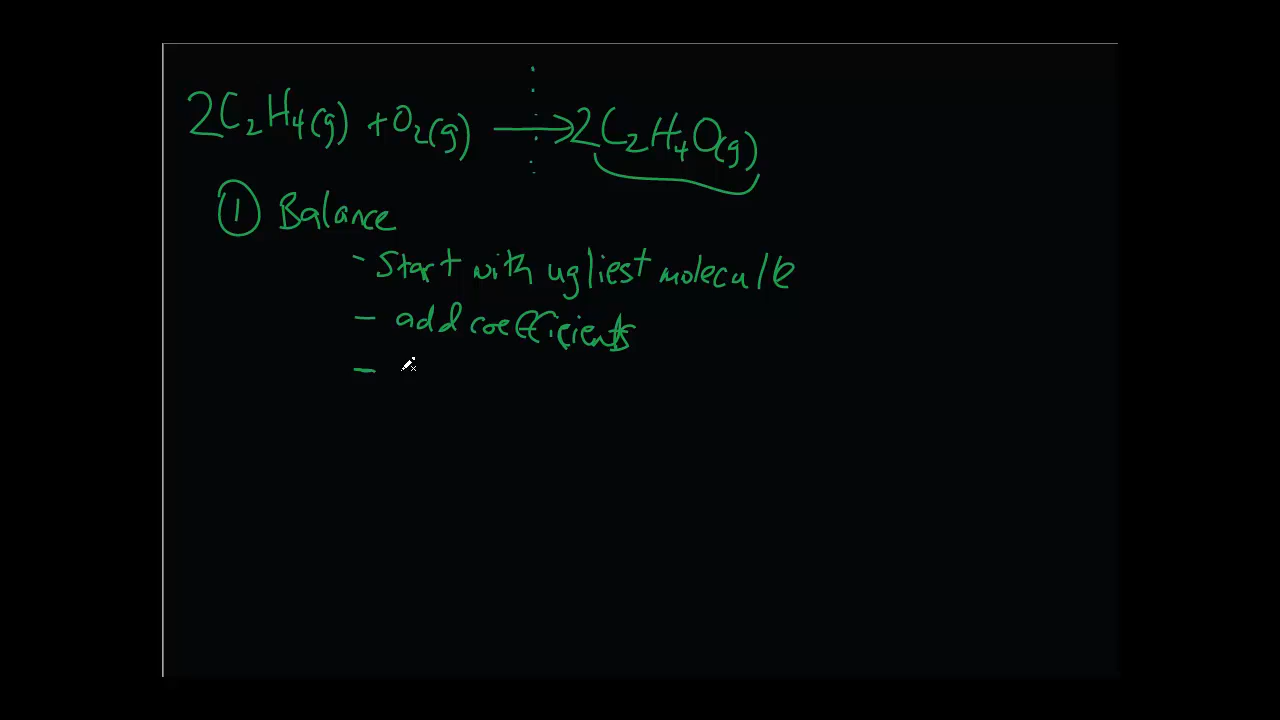 2C₂H₄(g) + O₂(g) → 2C₂H₄O(g)
① Balance
- Start with ugliest molecule
- add coefficients
-